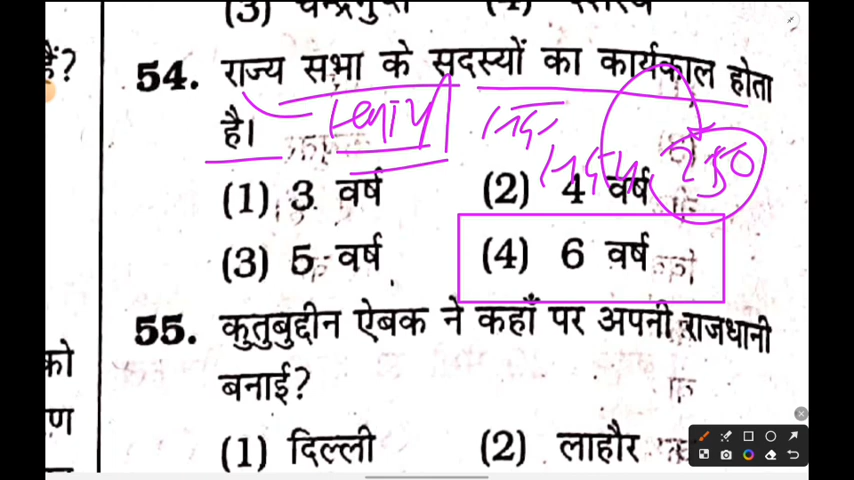 54. राज्य सभा के सदस्यों का कार्यकाल होता
है।
250
(1) 3 वर्ष (2) 4 वर्ष
(3) 5 वर्ष (4) 6 वर्ष
55. कुतुबुद्दीन ऐबक ने कहाँ पर अपनी राजधानी
बनाई?
(1) दिल्ली (2) लाहौर